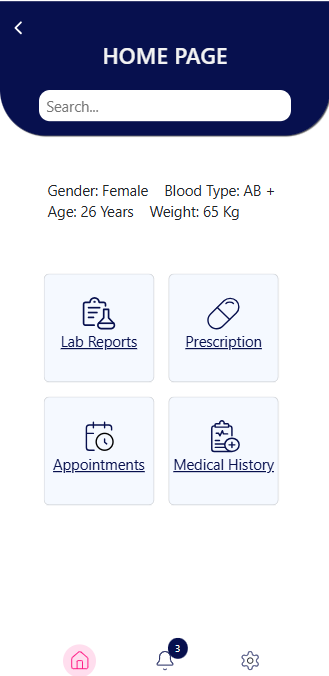 HOME PAGE
Search...
Gender: Female Blood Type: AB +
Age: 26 Years Weight: 65 Kg
Lab Reports
Prescription
Appointments
Medical History
3